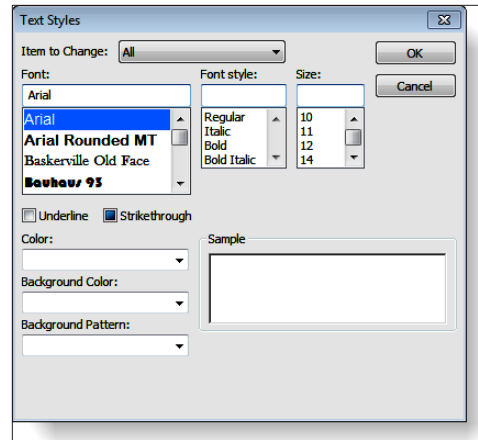 Text Styles
Item to Change: All
OK
Font:
Font style:
Size:
Cancel
Arial
Arial
Arial Rounded MT
Baskerville Old Face
Bauhaus 93
Regular
Italic
Bold
Bold Italic
10
11
12
14
Underline Strikethrough
Color:
Sample
Background Color:
Background Pattern: